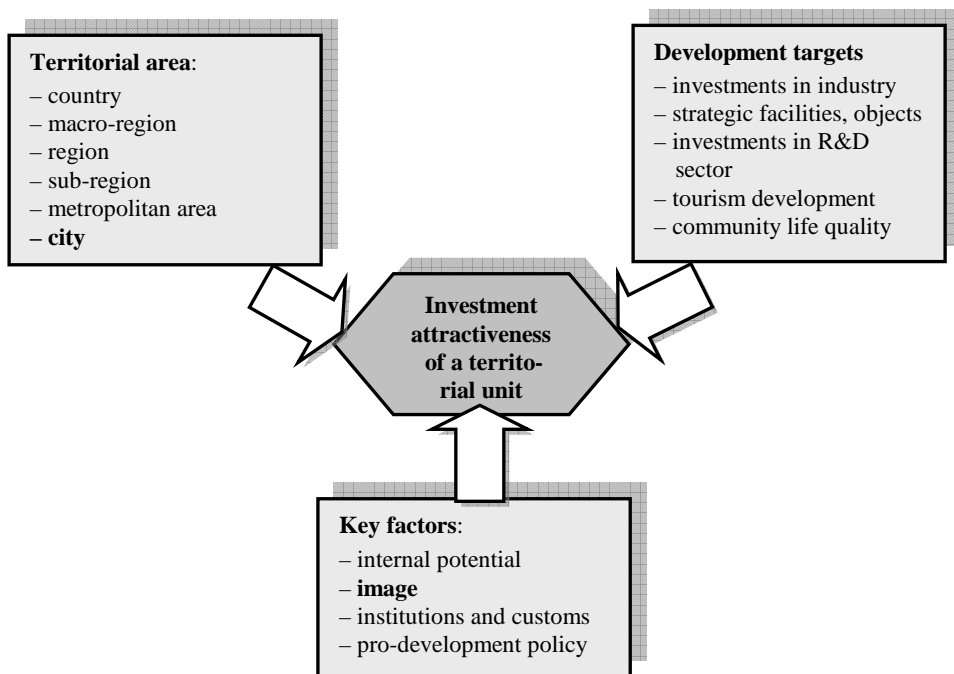 Territorial area:
– country
– macro-region
– region
– sub-region
– metropolitan area
– city
Development targets
– investments in industry
– strategic facilities, objects
– investments in R&D
sector
– tourism development
– community life quality
Investment
attractiveness
of a territo-
rial unit
Key factors:
– internal potential
– image
– institutions and customs
– pro-development policy